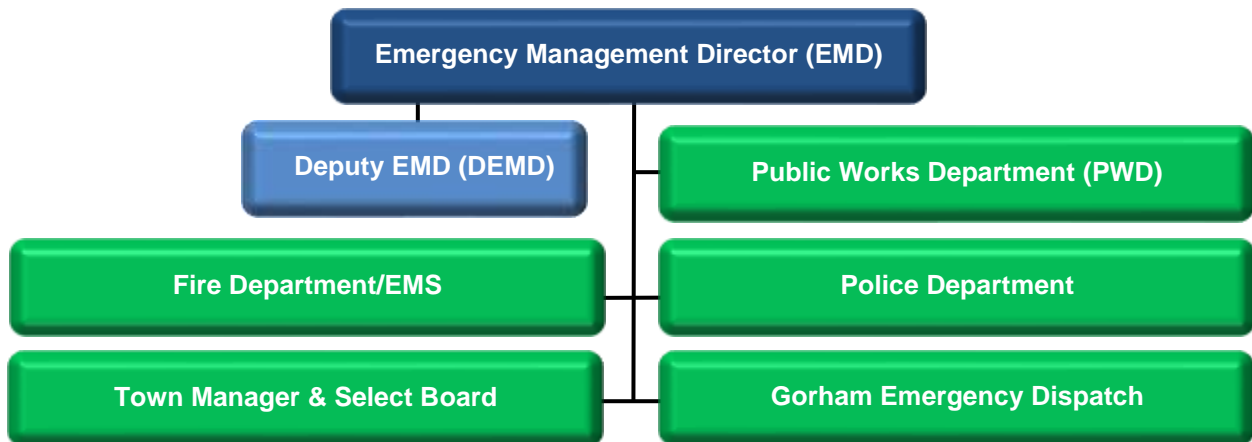 Emergency Management Director (EMD)
Deputy EMD (DEMD)
Public Works Department (PWD)
Fire Department/EMS
Police Department
Town Manager & Select Board
Gorham Emergency Dispatch